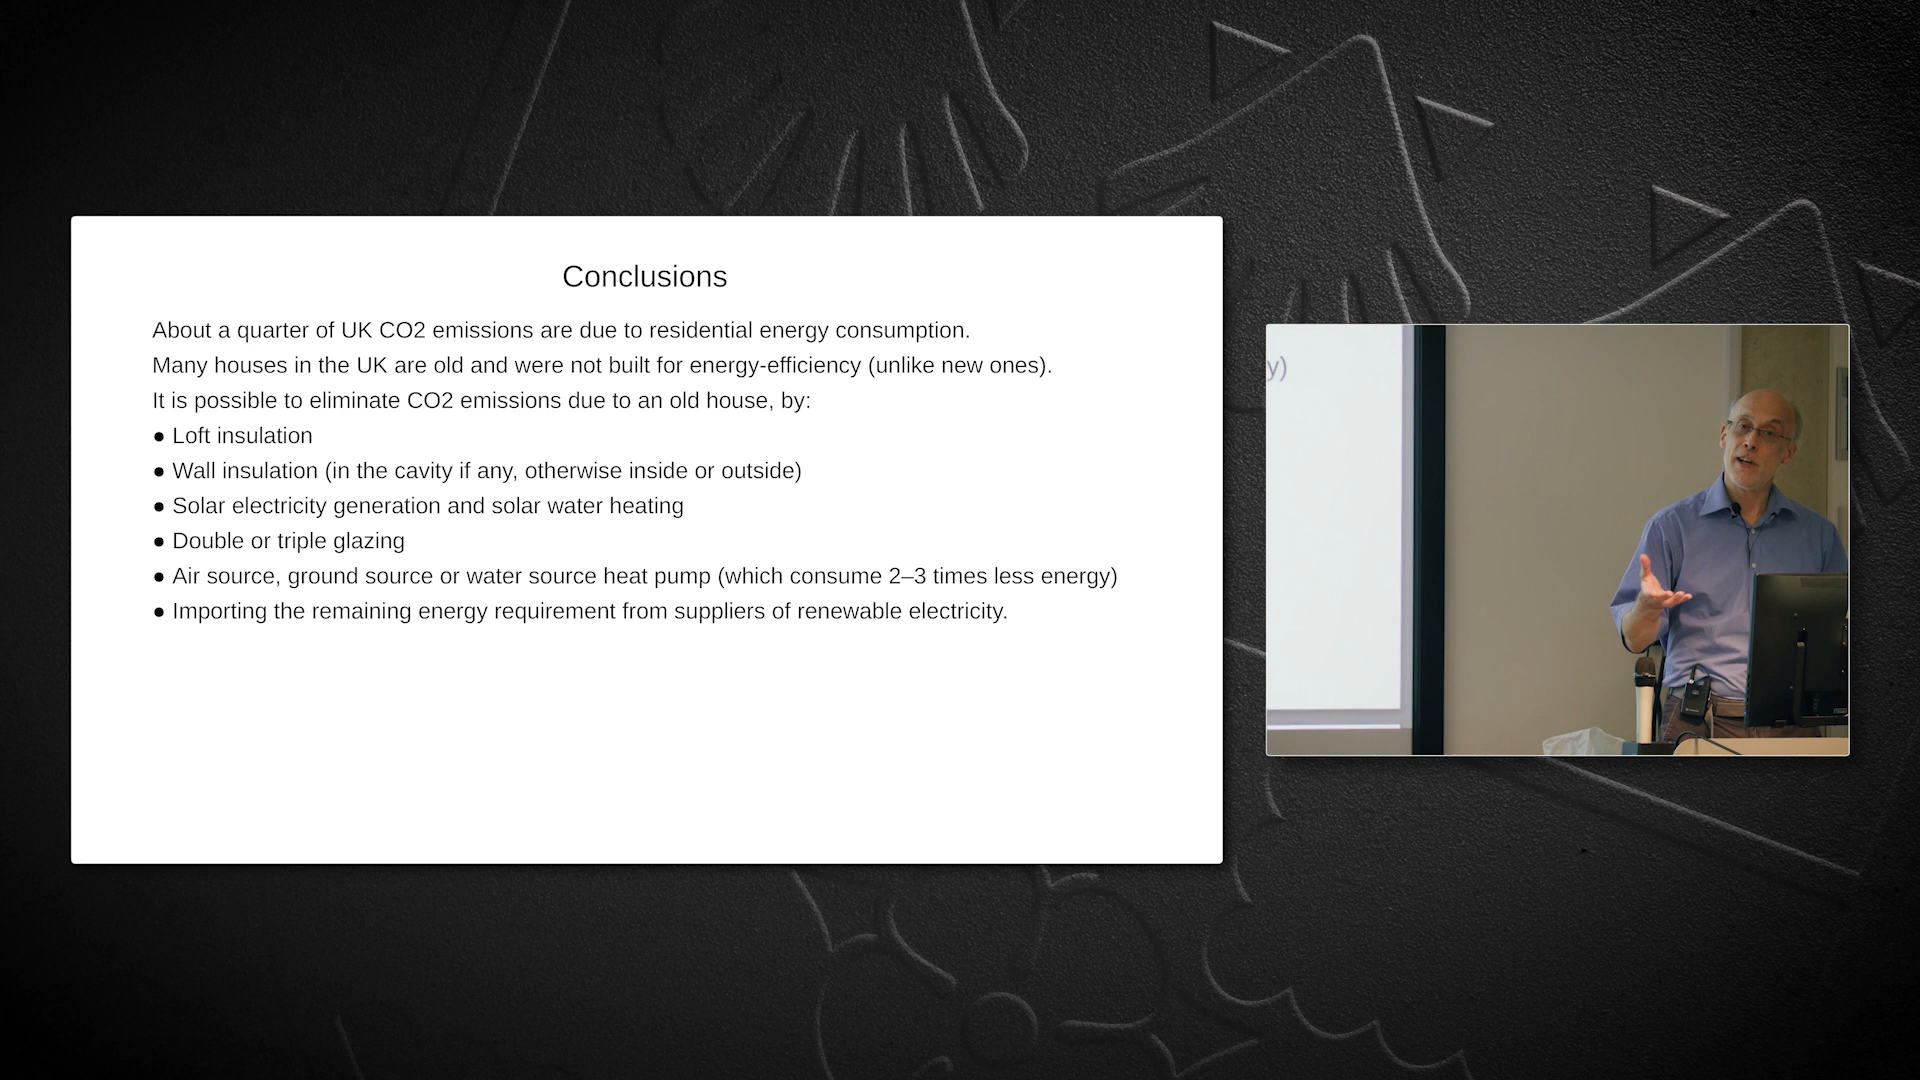 Conclusions
About a quarter of UK CO2 emissions are due to residential energy consumption.
Many houses in the UK are old and were not built for energy-efficiency (unlike new ones).
It is possible to eliminate CO2 emissions due to an old house, by:
● Loft insulation
● Wall insulation (in the cavity if any, otherwise inside or outside)
● Solar electricity generation and solar water heating
● Double or triple glazing
● Air source, ground source or water source heat pump (which consume 2–3 times less energy)
● Importing the remaining energy requirement from suppliers of renewable electricity.
y)